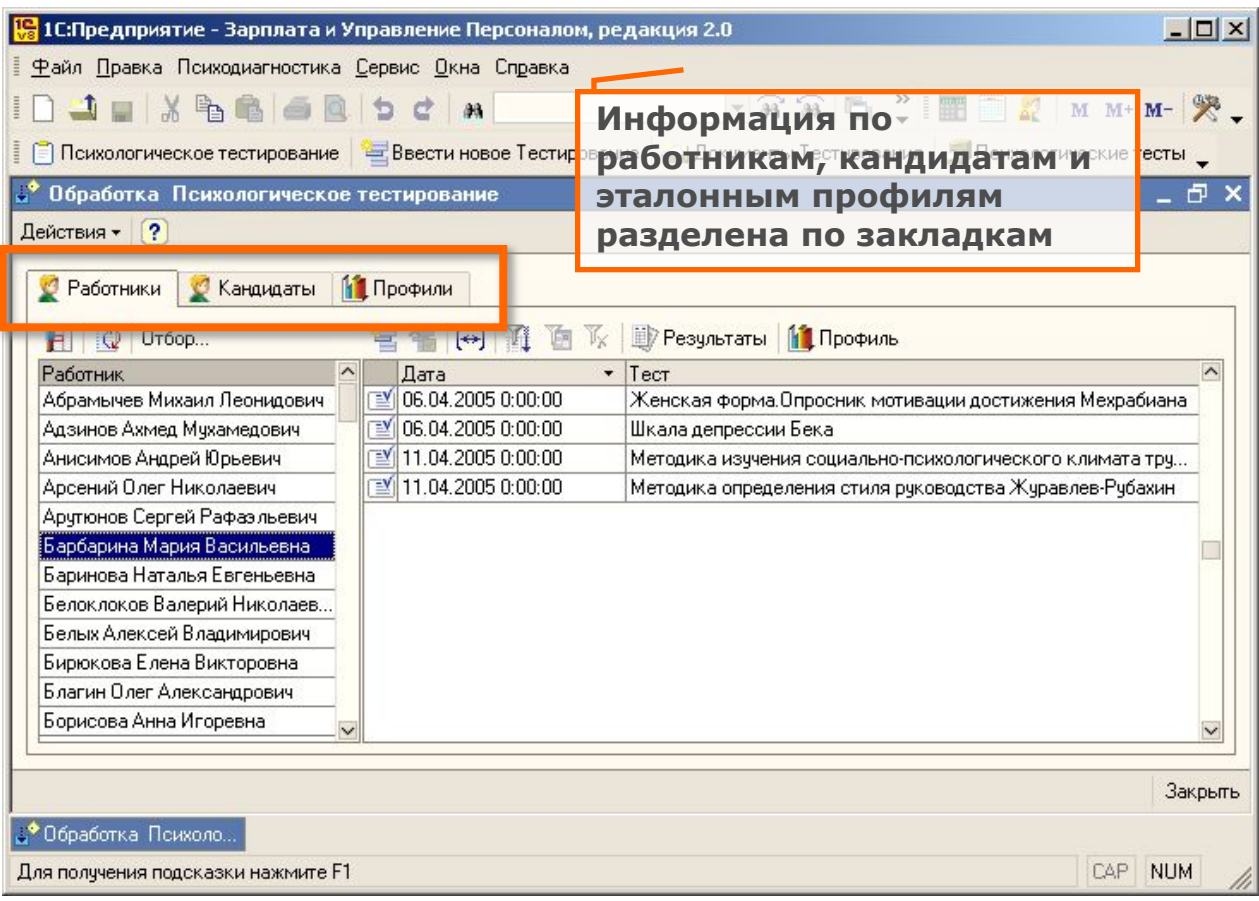 1С:Предприятие - Зарплата и Управление Персоналом, редакция 2.0
Файл Правка Психодиагностика Сервис Окна Справка
M M+ M-
Психологическое тестирование Ввести новое Тестирование Документы Тестирования Психологические тесты
Информация по
работникам, кандидатам и
эталонным профилям
разделена по закладкам
Обработка Психологическое тестирование
Действия
Работники Кандидаты Профили
Отбор... Результаты Профиль
Работник Дата Тест
Абрамычев Михаил Леонидович 06.04.2005 0:00:00 Женская форма.Опросник мотивации достижения Мехрабиана
Адзинов Ахмед Мухамедович 06.04.2005 0:00:00 Шкала депрессии Бека
Анисимов Андрей Юрьевич 11.04.2005 0:00:00 Методика изучения социально-психологического климата тру...
Арсений Олег Николаевич 11.04.2005 0:00:00 Методика определения стиля руководства Журавлев-Рубахин
Арутюнов Сергей Рафаэльевич
Барбарина Мария Васильевна
Баринова Наталья Евгеньевна
Белоклоков Валерий Николаев...
Белых Алексей Владимирович
Бирюкова Елена Викторовна
Благин Олег Александрович
Борисова Анна Игоревна
Закрыть
Обработка Психоло...
Для получения подсказки нажмите F1 CAP NUM